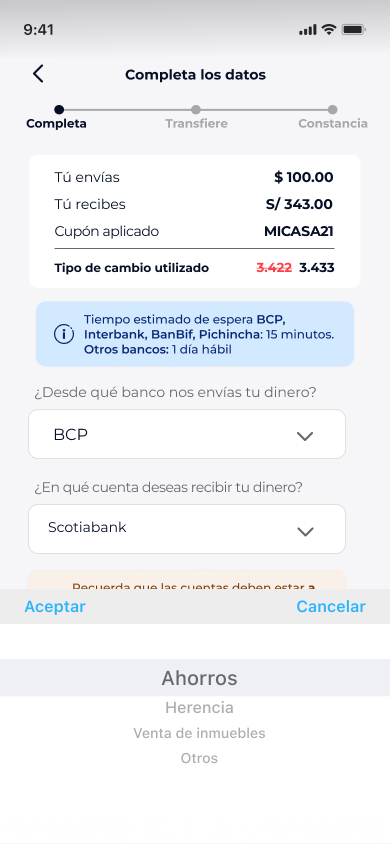 9:41
Completa los datos
Completa
Transfiere
Constancia
Tú envías
$ 100.00
Tú recibes
S/ 343.00
Cupón aplicado
MICASA21
Tipo de cambio utilizado
3.422 3.433
Tiempo estimado de espera BCP,
Interbank, BanBif, Pichincha: 15 minutos.
Otros bancos: 1 día hábil
¿Desde qué banco nos envías tu dinero?
BCP
¿En qué cuenta deseas recibir tu dinero?
Scotiabank
Recuerda que las cuentas deben estar a
Aceptar
Cancelar
Ahorros
Herencia
Venta de inmuebles
Otros